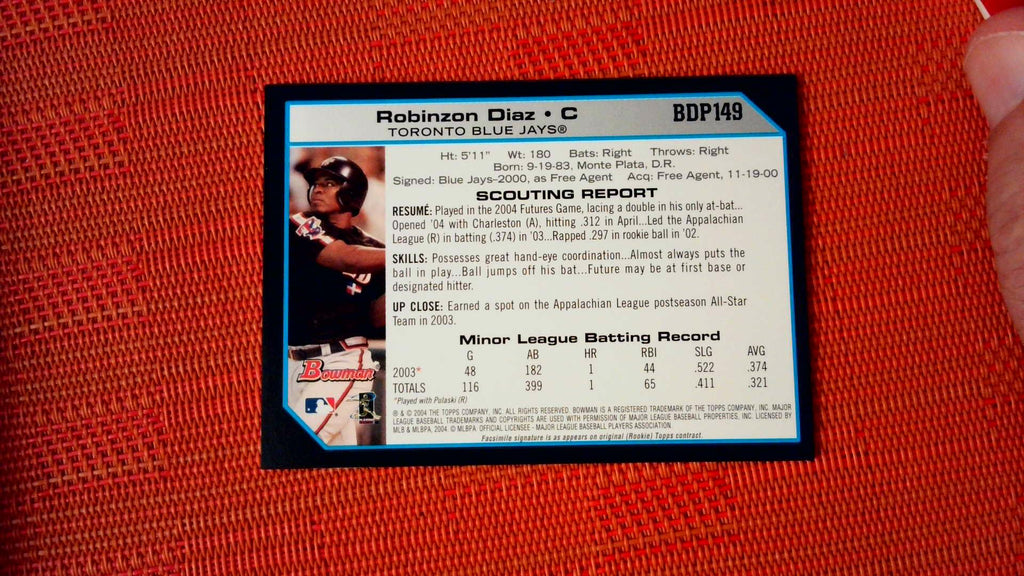 Robinzon Diaz • C
BDP149
TORONTO BLUE JAYS®
Ht: 5'11" Wt: 180 Bats: Right Throws: Right
Born: 9-19-83, Monte Plata, D.R.
Signed: Blue Jays-2000, as Free Agent Acq: Free Agent, 11-19-00
SCOUTING REPORT
RESUMÉ: Played in the 2004 Futures Game, lacing a double in his only at-bat...
Opened '04 with Charleston (A), hitting .312 in April...Led the Appalachian
League (R) in batting (.374) in '03...Rapped .297 in rookie ball in '02.
SKILLS: Possesses great hand-eye coordination...Almost always puts the
ball in play...Ball jumps off his bat...Future may be at first base or
designated hitter.
UP CLOSE: Earned a spot on the Appalachian League postseason All-Star
Team in 2003.
Minor League Batting Record
G AB HR RBI SLG AVG
2003* 48 182 1 44 .522 .374
TOTALS 116 399 1 65 .411 .321
*Played with Pulaski (R)
Bowman
® & © 2004 THE TOPPS COMPANY, INC. ALL RIGHTS RESERVED. BOWMAN IS A REGISTERED TRADEMARK OF THE TOPPS COMPANY, INC. MAJOR
LEAGUE BASEBALL TRADEMARKS AND COPYRIGHTS ARE USED WITH PERMISSION OF MAJOR LEAGUE BASEBALL PROPERTIES, INC. LICENSED BY
MLB & MLBPA, 2004. © MLBPA. OFFICIAL LICENSEE - MAJOR LEAGUE BASEBALL PLAYERS ASSOCIATION.
Facsimile signature is as appears on original (Rookie) Topps contract.